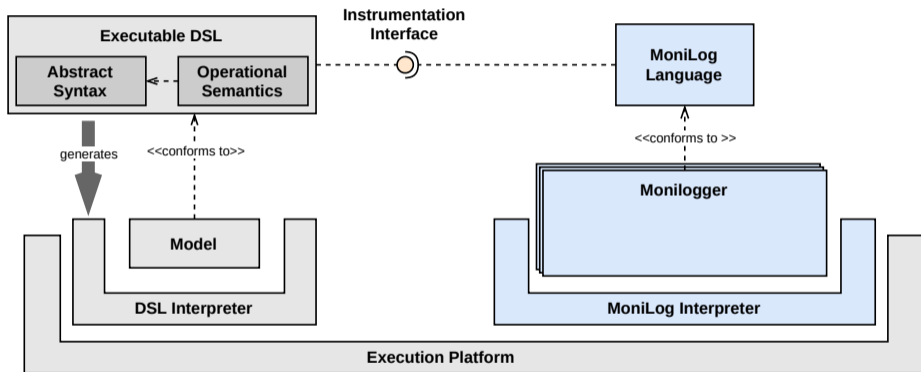 Instrumentation
Interface
Executable DSL
Abstract
Syntax
Operational
Semantics
MoniLog
Language
generates
<<conforms to>>
<<conforms to >>
Monilogger
Model
DSL Interpreter
MoniLog Interpreter
Execution Platform